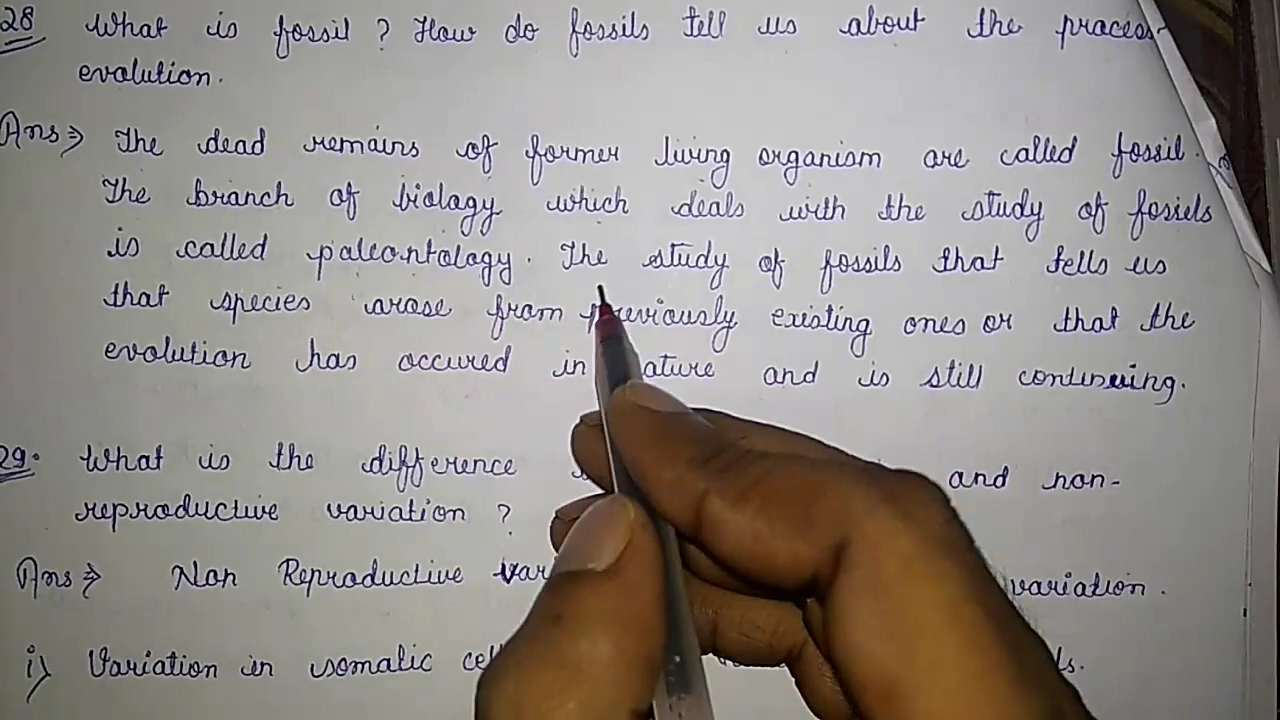 28 What is fossil ? How do fossils tell us about the process
evolution.
Ans⇒ The dead remains of former living organism are called fossil.
The branch of biology which deals with the study of fossels
is called paleontology. The study of fossils that tells us
that species arose from previously existing ones or that the
evolution has occured in nature and is still continuing.
29. What is the difference and non-
reproductive variation ?
Ans⇒ Non Reproductive variation.
i) Variation in somatic